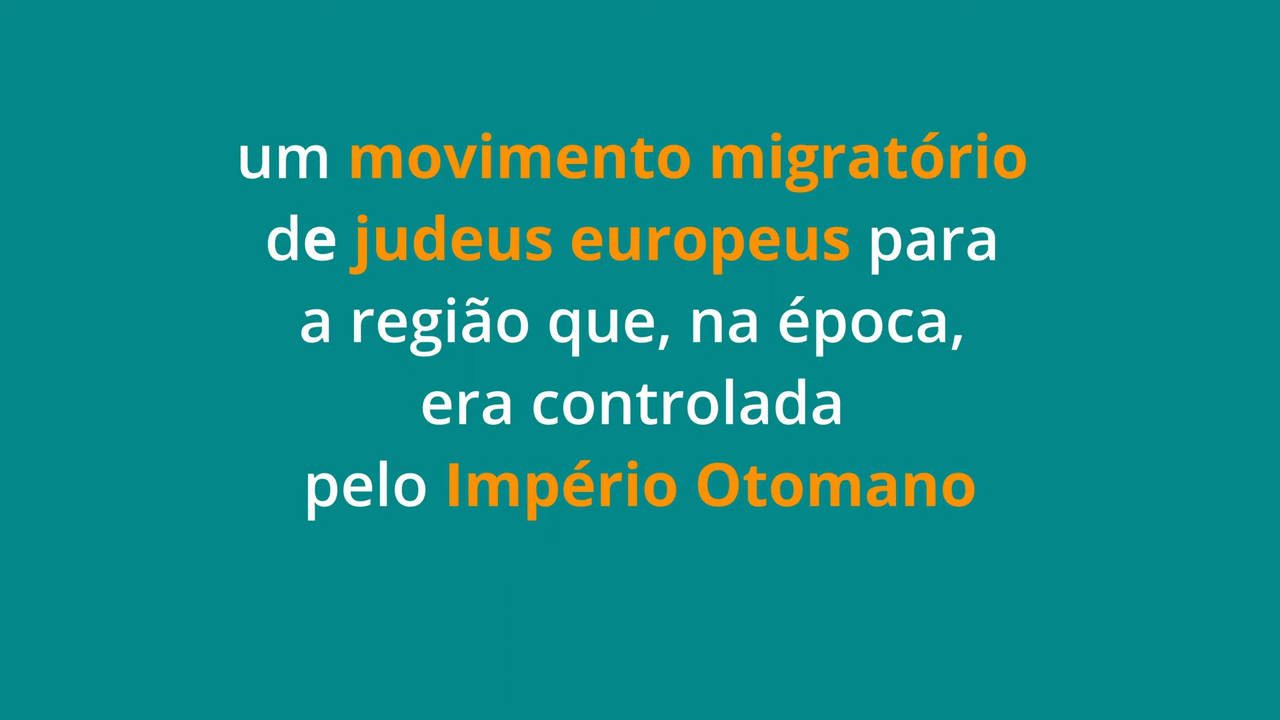 um movimento migratório
de judeus europeus para
a região que, na época,
era controlada
pelo Império Otomano